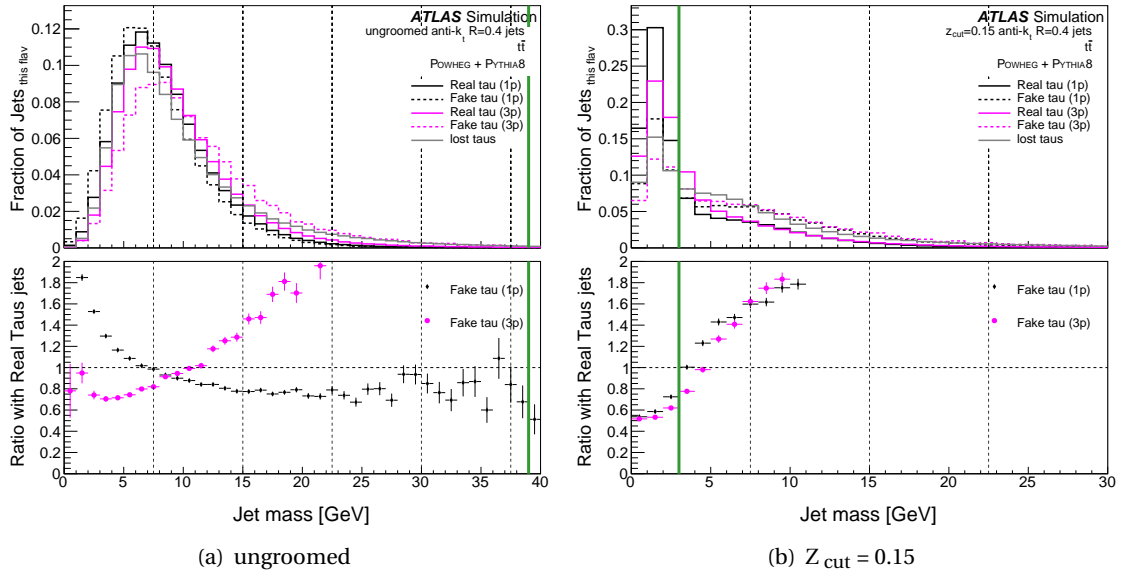 ATLAS Simulation
ungroomed anti-kt R=0.4 jets
tt̄
POWHEG + PYTHIA8
Real tau (1p)
Fake tau (1p)
Real tau (3p)
Fake tau (3p)
lost taus
Fraction of Jets this flav
0.12
0.1
0.08
0.06
0.04
0.02
0
Fake tau (1p)
Fake tau (3p)
Ratio with Real Taus jets
2
1.8
1.6
1.4
1.2
1
0.8
0.6
0.4
0.2
0
0 5 10 15 20 25 30 35 40
Jet mass [GeV]
(a) ungroomed
ATLAS Simulation
zcut=0.15 anti-kt R=0.4 jets
tt̄
POWHEG + PYTHIA8
Real tau (1p)
Fake tau (1p)
Real tau (3p)
Fake tau (3p)
lost taus
Fraction of Jets this flav
0.3
0.25
0.2
0.15
0.1
0.05
0
Fake tau (1p)
Fake tau (3p)
Ratio with Real Taus jets
2
1.8
1.6
1.4
1.2
1
0.8
0.6
0.4
0.2
0
0 5 10 15 20 25 30
Jet mass [GeV]
(b) Z cut = 0.15